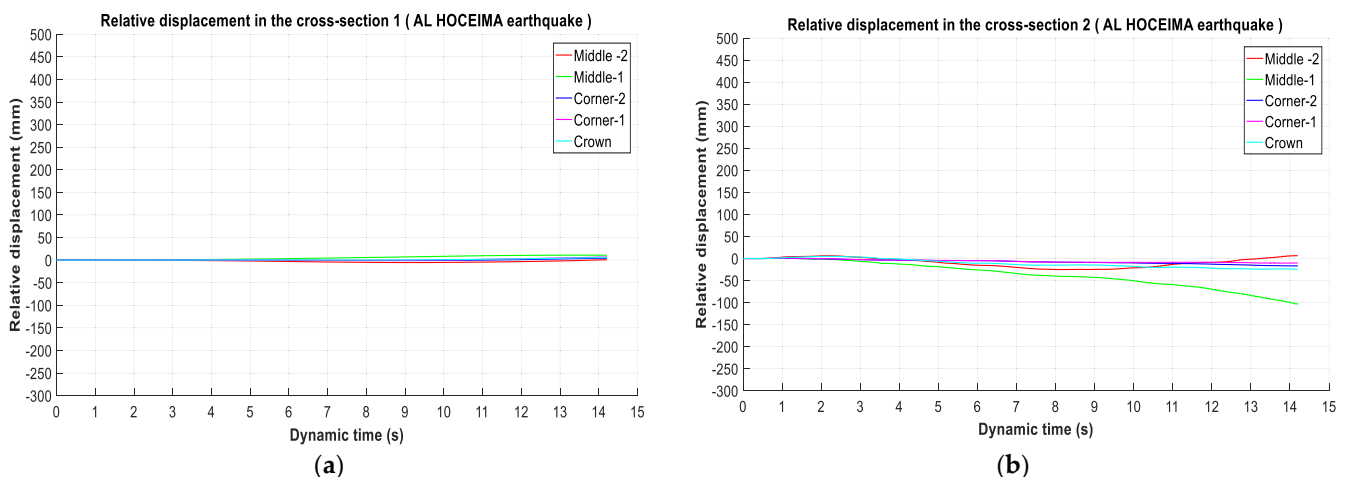 Relative displacement in the cross-section 1 ( AL HOCEIMA earthquake )
500
450
400
350
300
250
200
150
100
50
0
-50
-100
-150
-200
-250
-300
Relative displacement (mm)
Middle -2
Middle-1
Corner-2
Corner-1
Crown
0 1 2 3 4 5 6 7 8 9 10 11 12 13 14 15
Dynamic time (s)
(a)
Relative displacement in the cross-section 2 ( AL HOCEIMA earthquake )
500
450
400
350
300
250
200
150
100
50
0
-50
-100
-150
-200
-250
-300
Relative displacement (mm)
Middle -2
Middle-1
Corner-2
Corner-1
Crown
0 1 2 3 4 5 6 7 8 9 10 11 12 13 14 15
Dynamic time (s)
(b)